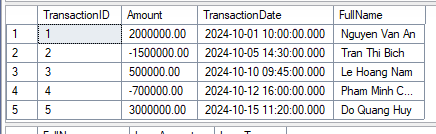 TransactionID Amount TransactionDate FullName
1 1 2000000.00 2024-10-01 10:00:00.000 Nguyen Van An
2 2 -1500000.00 2024-10-05 14:30:00.000 Tran Thi Bich
3 3 500000.00 2024-10-10 09:45:00.000 Le Hoang Nam
4 4 -700000.00 2024-10-12 16:00:00.000 Pham Minh C...
5 5 3000000.00 2024-10-15 11:20:00.000 Do Quang Huy